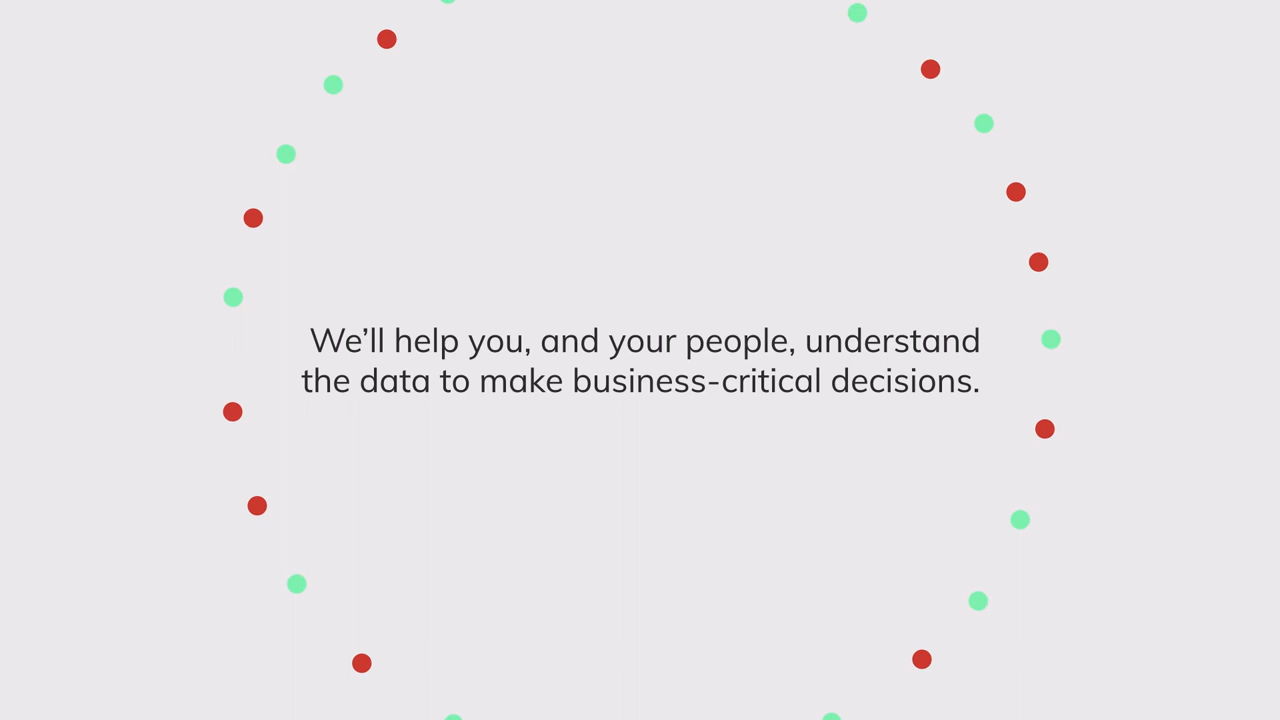 We’ll help you, and your people, understand
the data to make business-critical decisions.